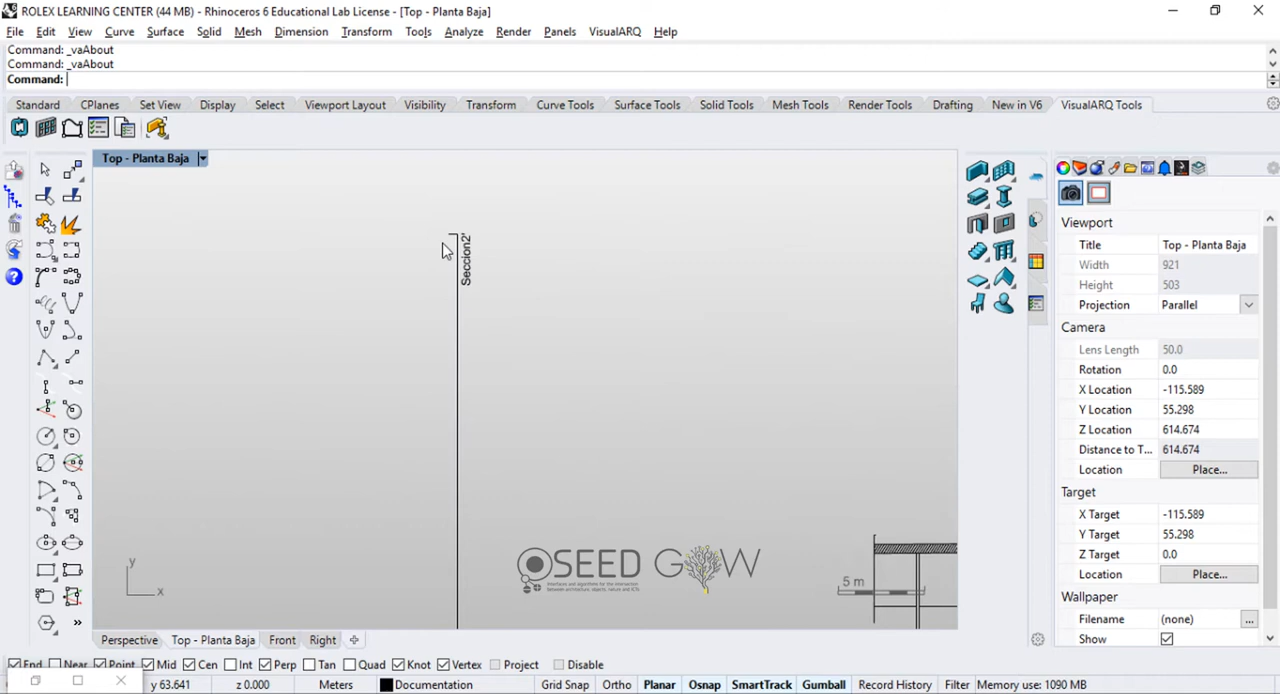 ROLEX LEARNING CENTER (44 MB) - Rhinoceros 6 Educational Lab License - [Top - Planta Baja]
File Edit View Curve Surface Solid Mesh Dimension Transform Tools Analyze Render Panels VisualARQ Help
Command: _vaAbout
Command: _vaAbout
Command:
Standard CPlanes Set View Display Select Viewport Layout Visibility Transform Curve Tools Surface Tools Solid Tools Mesh Tools Render Tools Drafting New in V6 VisualARQ Tools
Top - Planta Baja
Seccion2'
SEED GOW
5 m
y
x
Viewport
Title Top - Planta Baja
Width 921
Height 503
Projection Parallel
Camera
Lens Length 50.0
Rotation 0.0
X Location -115.589
Y Location 55.298
Z Location 614.674
Distance to T... 614.674
Location Place...
Target
X Target -115.589
Y Target 55.298
Z Target 0.0
Location Place...
Wallpaper
Filename (none) ...
Show
Perspective Top - Planta Baja Front Right
End Near Point Mid Cen Int Perp Tan Quad Knot Vertex Project Disable
y 63.641 z 0.000 Meters Documentation Grid Snap Ortho Planar Osnap SmartTrack Gumball Record History Filter Memory use: 1090 MB